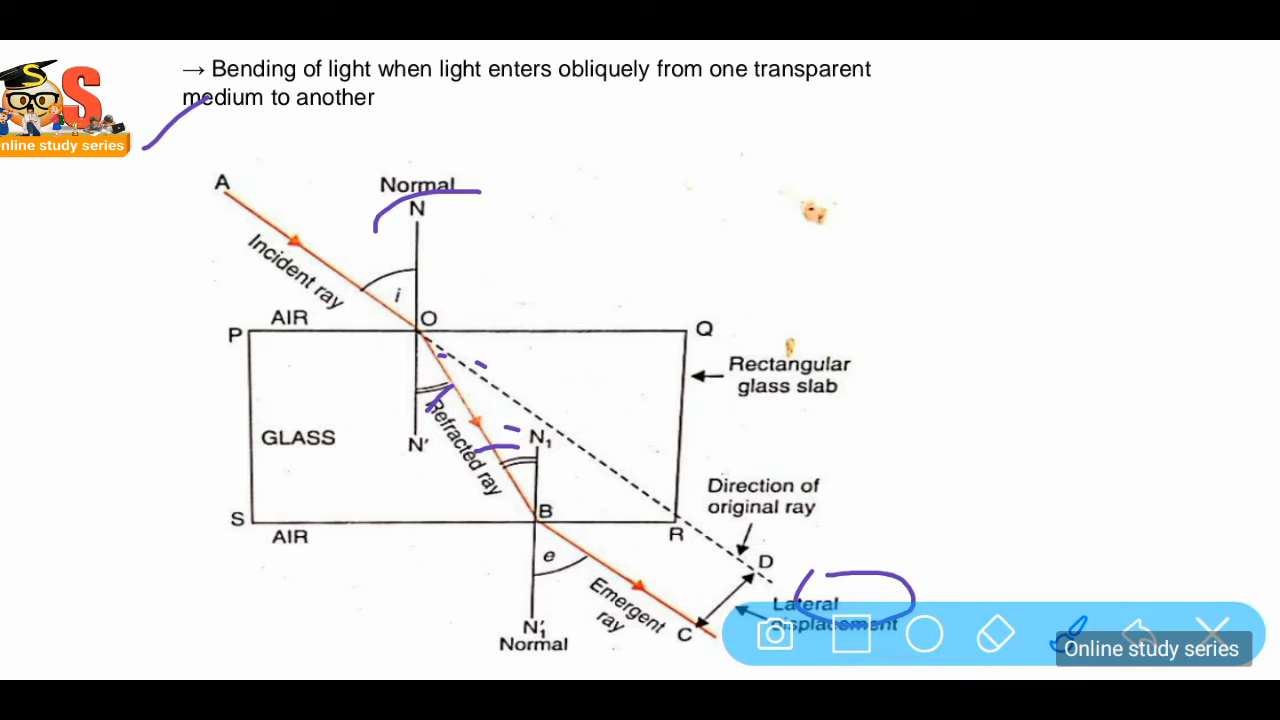 → Bending of light when light enters obliquely from one transparent
medium to another
S
S
nline study series
A
Normal
N
Incident ray
i
AIR
O
P
Q
Rectangular
glass slab
GLASS
N'
Refracted ray
N₁
Direction of
original ray
S
AIR
B
R
e
D
Emergent
ray
C
Lateral
displacement
N₁'
Normal
Online study series